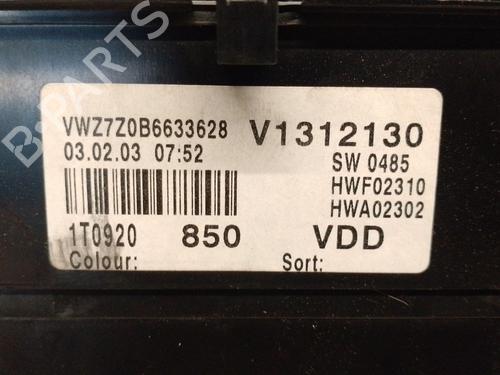 B-PARTS
VWZ7Z0B6633628 V1312130
03.02.03 07:52 SW 0485
HWF02310
HWA02302
1T0920 850 VDD
Colour: Sort: